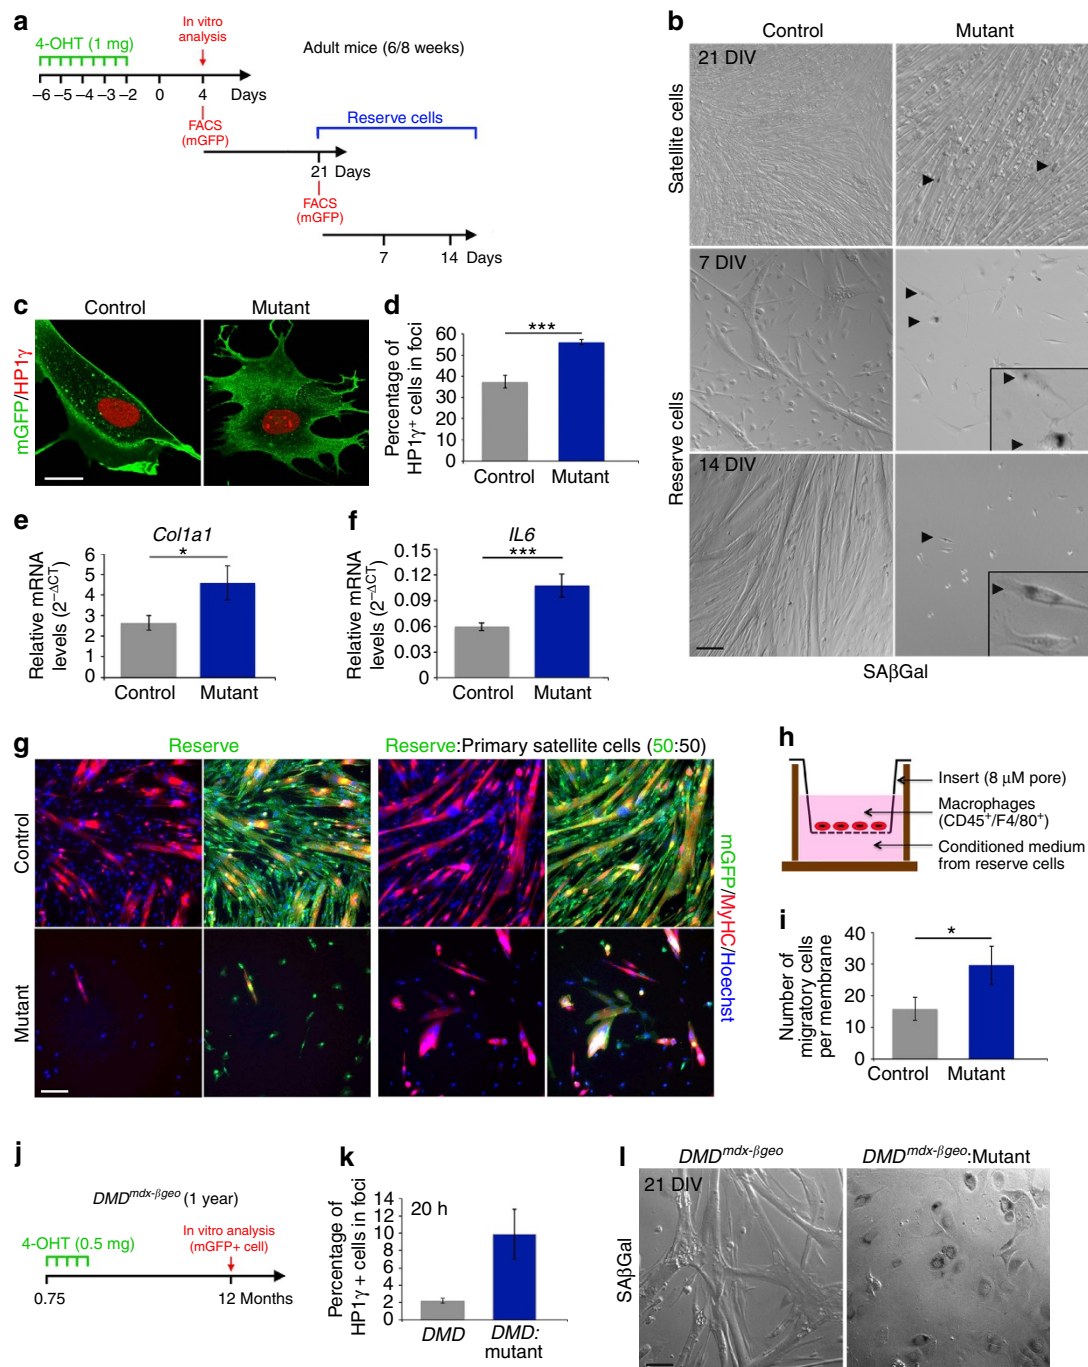 a
4-OHT (1 mg)
In vitro
analysis
Adult mice (6/8 weeks)
–6 –5 –4 –3 –2 0 4 Days
FACS
(mGFP)
Reserve cells
21 Days
FACS
(mGFP)
7 14 Days
b
Control Mutant
Satellite cells
21 DIV
Reserve cells
7 DIV
14 DIV
SAβGal
c
Control Mutant
mGFP/HP1γ
d
Percentage of
HP1γ+ cells in foci
60
50
40
30
20
10
0
***
Control Mutant
e
Col1a1
Relative mRNA
levels (2–ΔCT)
6
5
4
3
2
1
0
*
Control Mutant
f
IL6
Relative mRNA
levels (2–ΔCT)
0.15
0.12
0.09
0.06
0.03
0
***
Control Mutant
g
Reserve
Reserve:Primary satellite cells (50:50)
Control
Mutant
mGFP/MyHC/Hoechst
h
Insert (8 μM pore)
Macrophages
(CD45+/F4/80+)
Conditioned medium
from reserve cells
i
Number of
migratory cells
per membrane
40
30
20
10
0
*
Control Mutant
j
DMDmdx-βgeo (1 year)
4-OHT (0.5 mg)
In vitro analysis
(mGFP+ cell)
0.75 12 Months
k
Percentage of
HP1γ + cells in foci
14
12
10
8
6
4
2
0
20 h
DMD DMD:
mutant
l
DMDmdx-βgeo DMDmdx-βgeo:Mutant
21 DIV
SAβGal